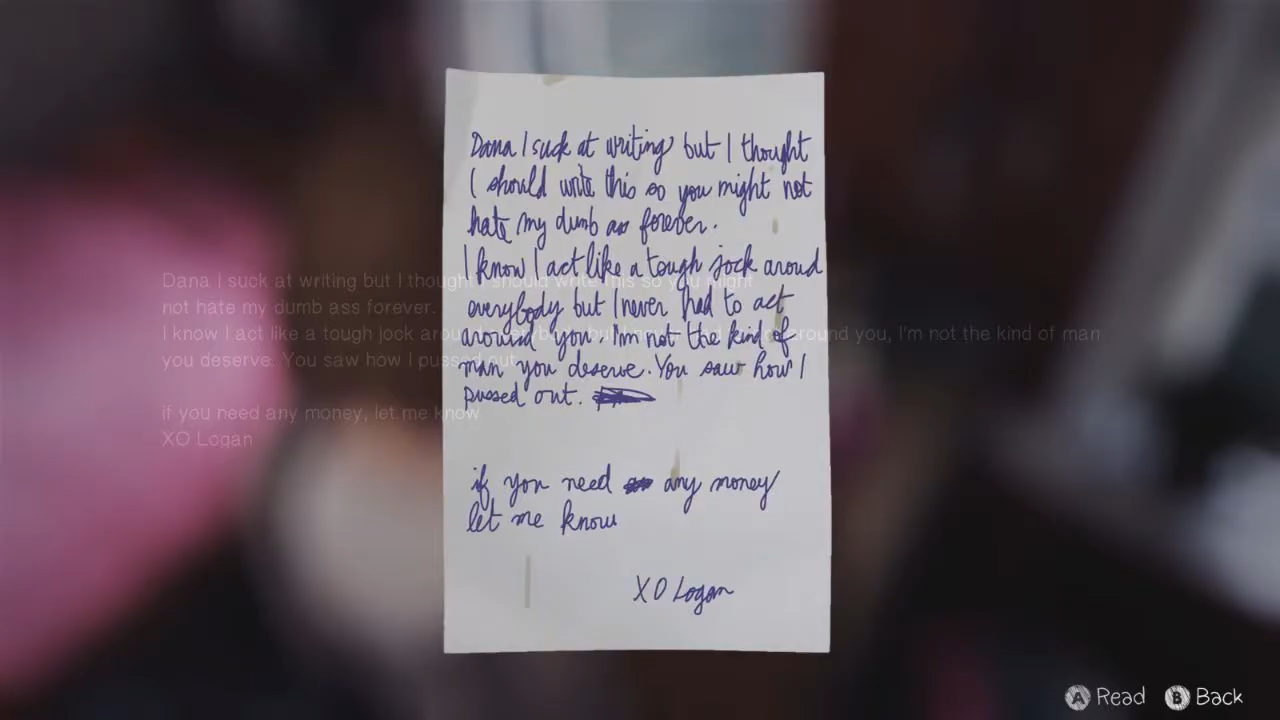 Dana I suck at writing but I thought
I should write this so you might not
hate my dumb ass forever.
I know I act like a tough jock aroud
everybody but I never had to act
around you. I'm not the kind of
man you deserve. You saw how I
pussed out.
if you need any money
let me know
XO Logan
Dana I suck at writing but I thought I should write this so you might
not hate my dumb ass forever.
I know I act like a tough jock around you, I'm not the kind of man
you deserve. You saw how I pussed out.
if you need any money, let me know
XO Logan
A Read B Back